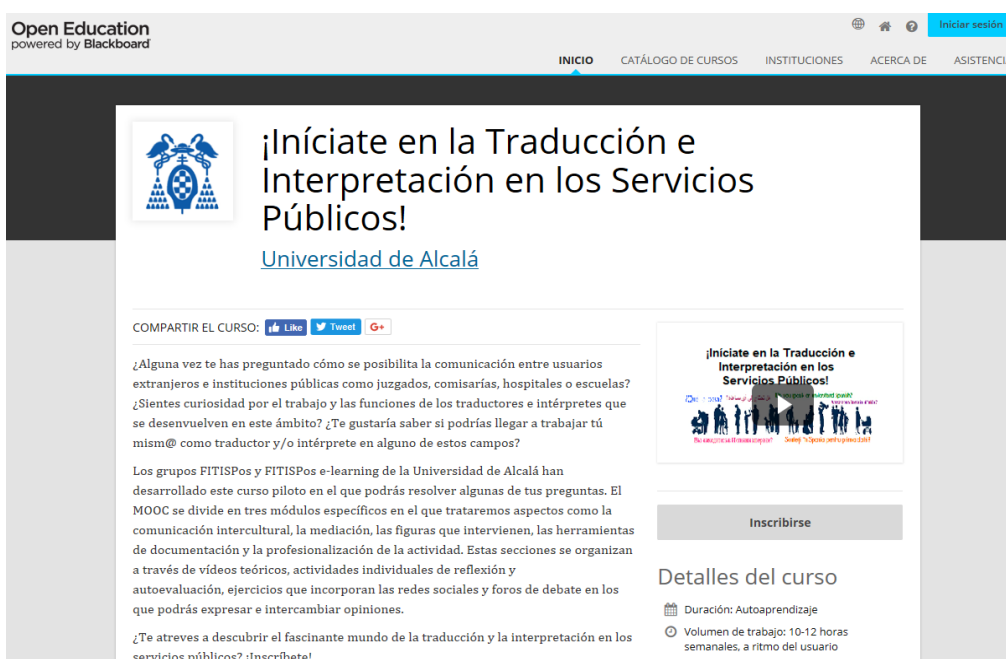 Open Education
powered by Blackboard
Iniciar sesión
INICIO CATÁLOGO DE CURSOS INSTITUCIONES ACERCA DE ASISTENCI
¡Iníciate en la Traducción e
Interpretación en los Servicios
Públicos!
Universidad de Alcalá
COMPARTIR EL CURSO: Like Tweet G+
¿Alguna vez te has preguntado cómo se posibilita la comunicación entre usuarios
extranjeros e instituciones públicas como juzgados, comisarías, hospitales o escuelas?
¿Sientes curiosidad por el trabajo y las funciones de los traductores e intérpretes que
se desenvuelven en este ámbito? ¿Te gustaría saber si podrías llegar a trabajar tú
mism@ como traductor y/o intérprete en alguno de estos campos?
Los grupos FITISPos y FITISPos e-learning de la Universidad de Alcalá han
desarrollado este curso piloto en el que podrás resolver algunas de tus preguntas. El
MOOC se divide en tres módulos específicos en el que trataremos aspectos como la
comunicación intercultural, la mediación, las figuras que intervienen, las herramientas
de documentación y la profesionalización de la actividad. Estas secciones se organizan
a través de vídeos teóricos, actividades individuales de reflexión y
autoevaluación, ejercicios que incorporan las redes sociales y foros de debate en los
que podrás expresar e intercambiar opiniones.
¿Te atreves a descubrir el fascinante mundo de la traducción y la interpretación en los
servicios públicos? ¡Inscríbete!
¡Iníciate en la Traducción e
Interpretación en los
Servicios Públicos!
Inscribirse
Detalles del curso
Duración: Autoaprendizaje
Volumen de trabajo: 10-12 horas
semanales, a ritmo del usuario